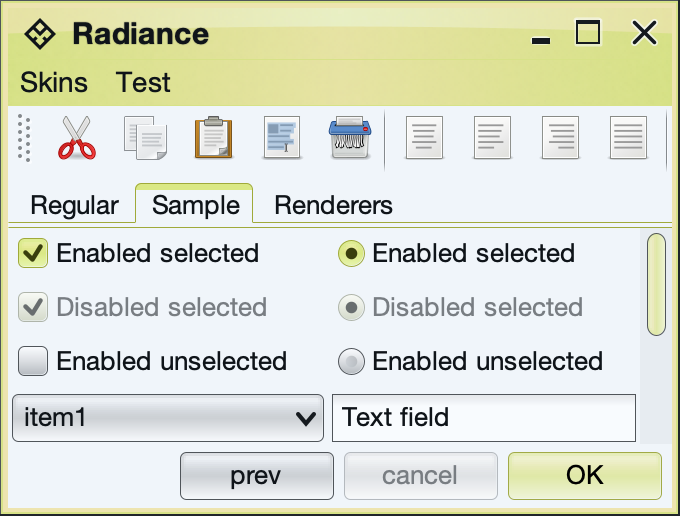 Radiance
Skins Test
Regular Sample Renderers
Enabled selected Enabled selected
Disabled selected Disabled selected
Enabled unselected Enabled unselected
item1 Text field
prev cancel OK